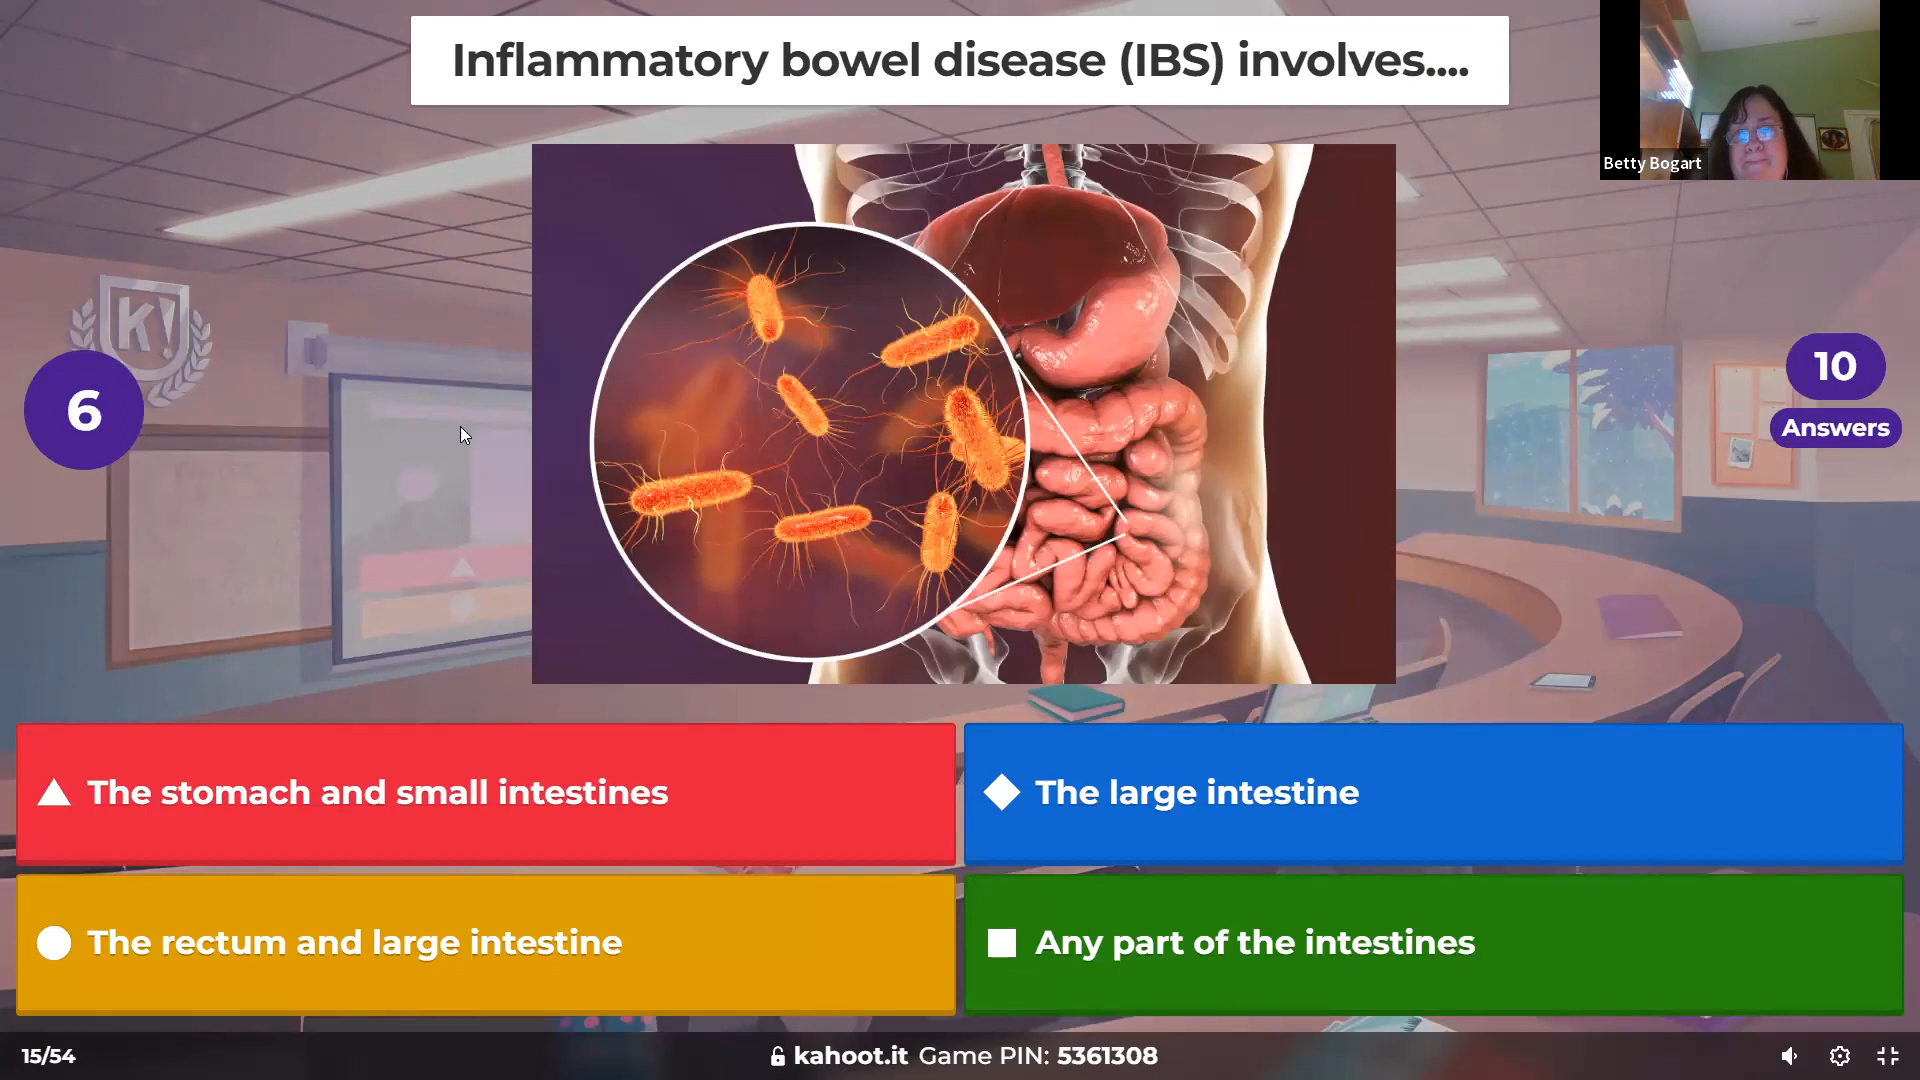 Inflammatory bowel disease (IBS) involves....
Betty Bogart
K!
6
10
Answers
The stomach and small intestines
The large intestine
The rectum and large intestine
Any part of the intestines
15/54
kahoot.it Game PIN: 5361308